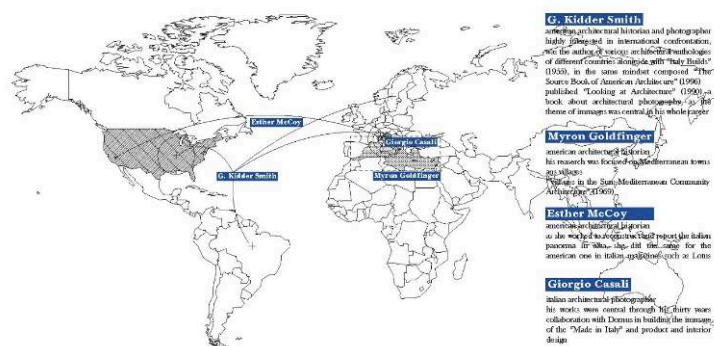 Esther McCoy
Giorgio Casali
G. Kidder Smith
Myron Goldfinger
G. Kidder Smith
american architectural historian and photographer
highly interested in international confrontation,
was the author of various architectural anthologies
of different countries alongside with "Italy Builds"
(1955), in the same mindset composed "The
Source Book of American Architecture" (1996)
published "Looking at Architecture" (1990), a
book about architectural photography, as the
theme of immages was central in his whole career
Myron Goldfinger
american architectural historian
his research was focused on Mediterranean towns
ans villages
"Villages in the Sun: Mediterranean Community
Architecture" (1969)
Esther McCoy
american architectural historian
as she worked to reconstruct and report the italian
panorma in usa, she did the same for the
american one in italian magazines such as Lotus
Giorgio Casali
italian architectural photographer
his works were central through his thirty years
collaboration with Domus in building the immage
of the "Made in Italy" and product and interior
design